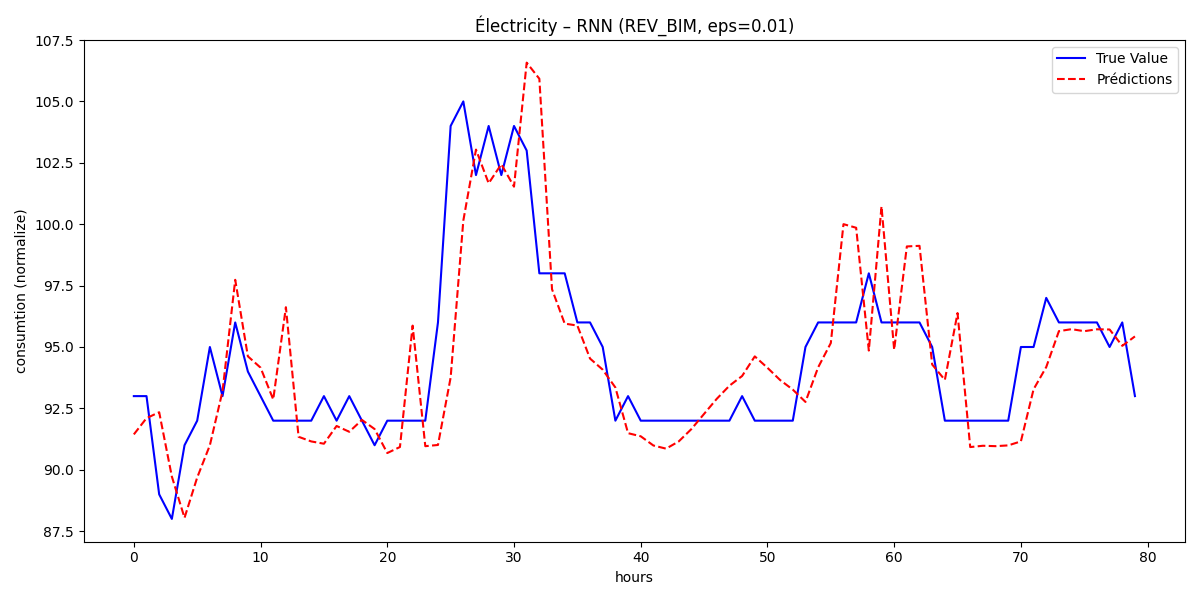 Électricity – RNN (REV_BIM, eps=0.01)
True Value
Prédictions
consumtion (normalize)
107.5
105.0
102.5
100.0
97.5
95.0
92.5
90.0
87.5
0 10 20 30 40 50 60 70 80
hours